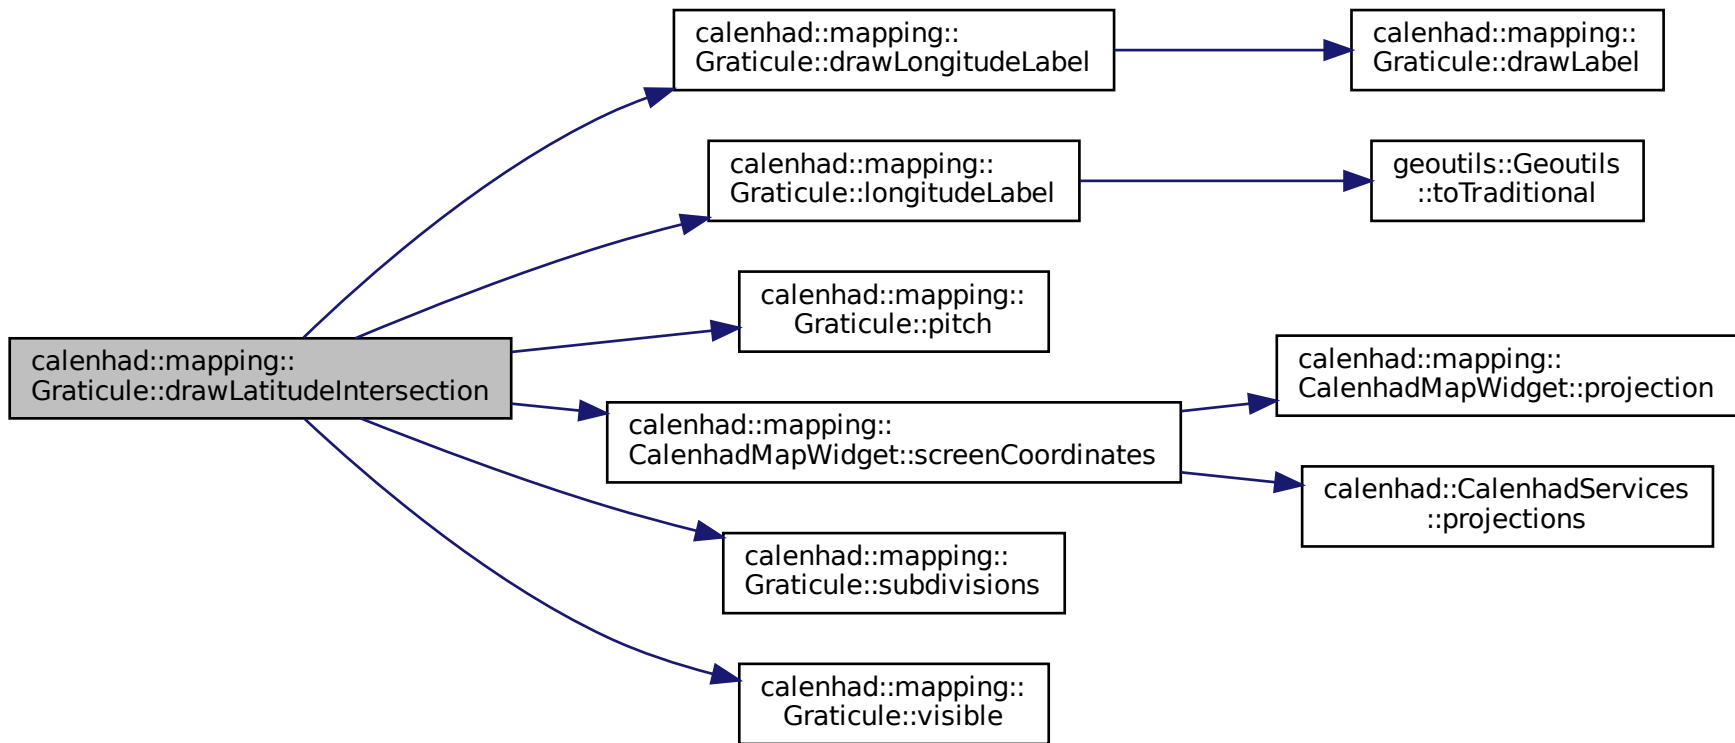 calenhad::mapping::
Graticule::drawLatitudeIntersection
calenhad::mapping::
Graticule::drawLongitudeLabel
calenhad::mapping::
Graticule::drawLabel
calenhad::mapping::
Graticule::longitudeLabel
geoutils::Geoutils
::toTraditional
calenhad::mapping::
Graticule::pitch
calenhad::mapping::
CalenhadMapWidget::screenCoordinates
calenhad::mapping::
CalenhadMapWidget::projection
calenhad::CalenhadServices
::projections
calenhad::mapping::
Graticule::subdivisions
calenhad::mapping::
Graticule::visible